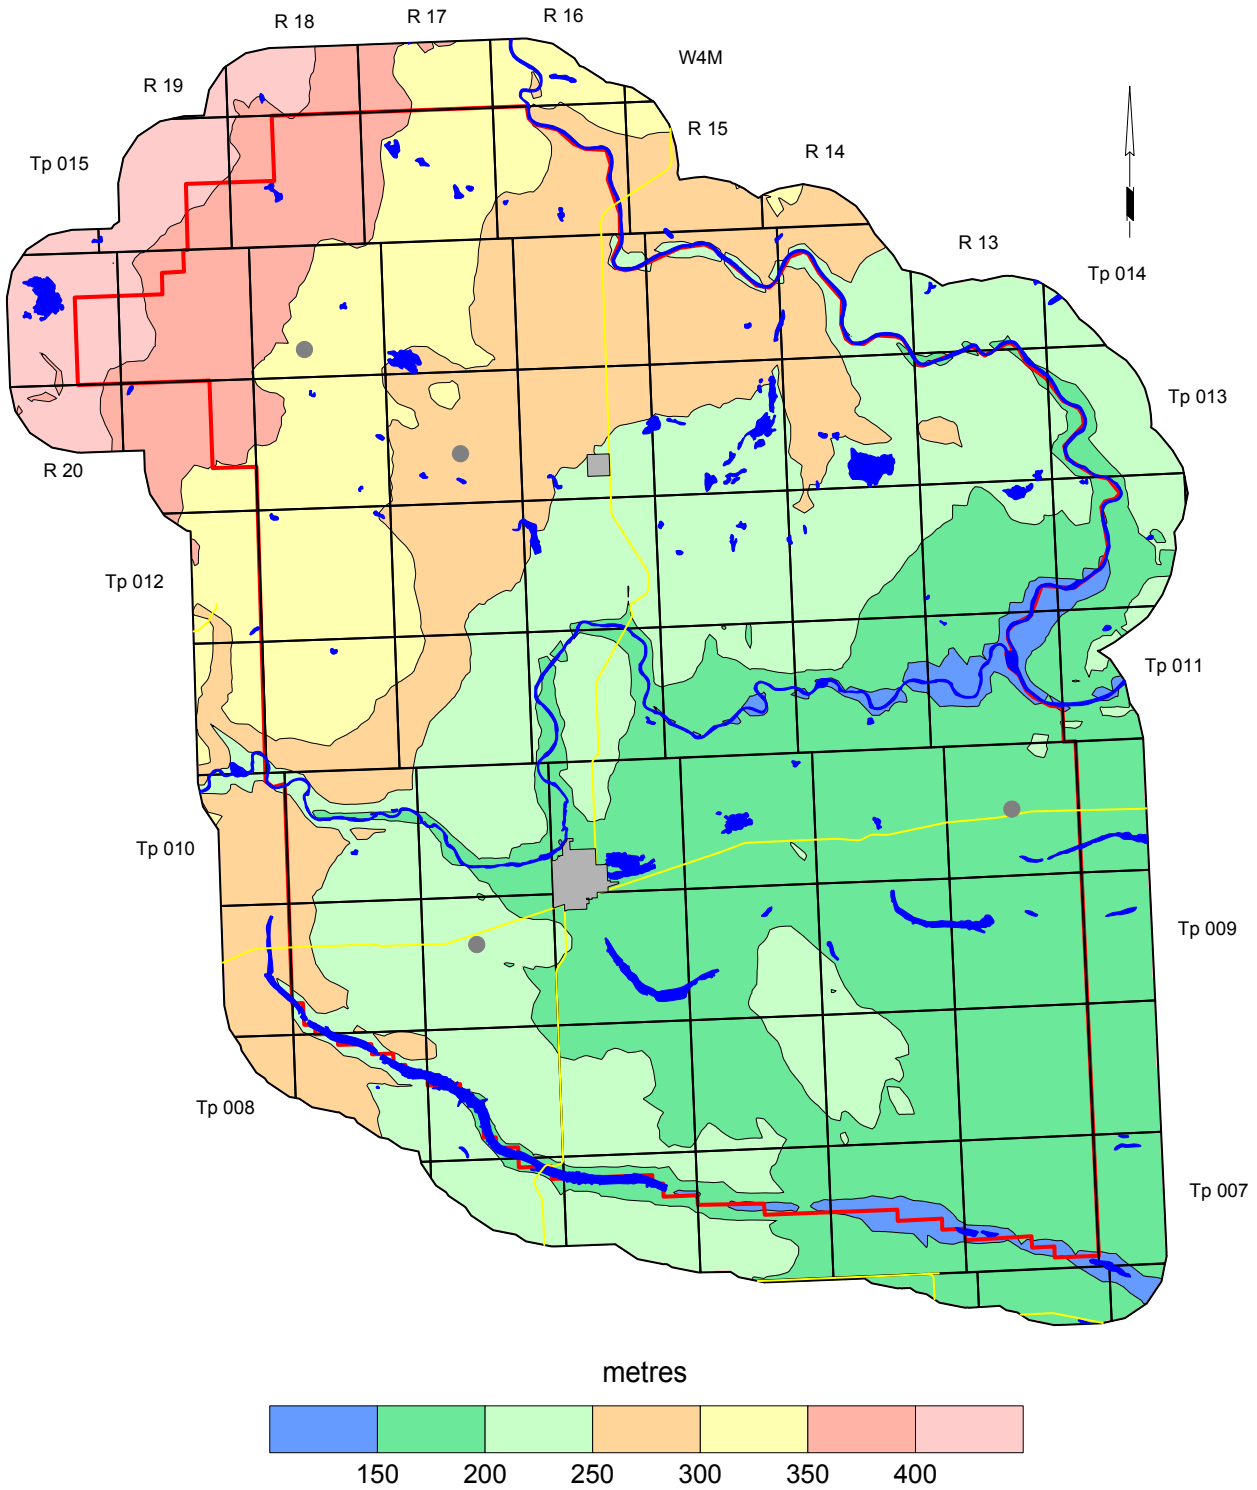 R 18
R 17
R 16
W4M
R 19
R 15
Tp 015
R 14
R 13
Tp 014
Tp 013
R 20
Tp 012
Tp 011
Tp 010
Tp 009
Tp 008
Tp 007
metres
150 200 250 300 350 400